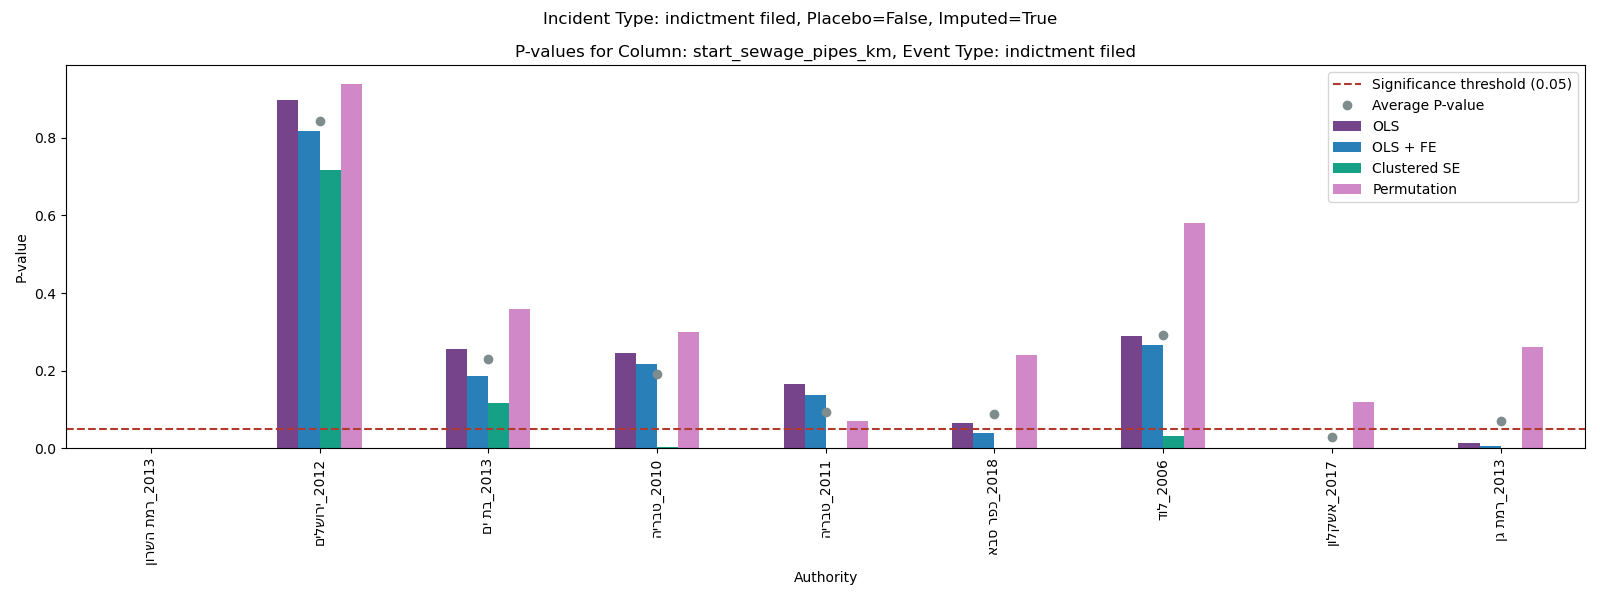 Incident Type: indictment filed, Placebo=False, Imputed=True
P-values for Column: start_sewage_pipes_km, Event Type: indictment filed
Significance threshold (0.05)
Average P-value
OLS
OLS + FE
Clustered SE
Permutation
P-value
0.8
0.6
0.4
0.2
0.0
רמת השרון_2013
ירושלים_2012
בת ים_2013
טבריה_2010
טבריה_2011
כפר סבא_2018
לוד_2006
אשקלון_2017
רמת גן_2013
Authority